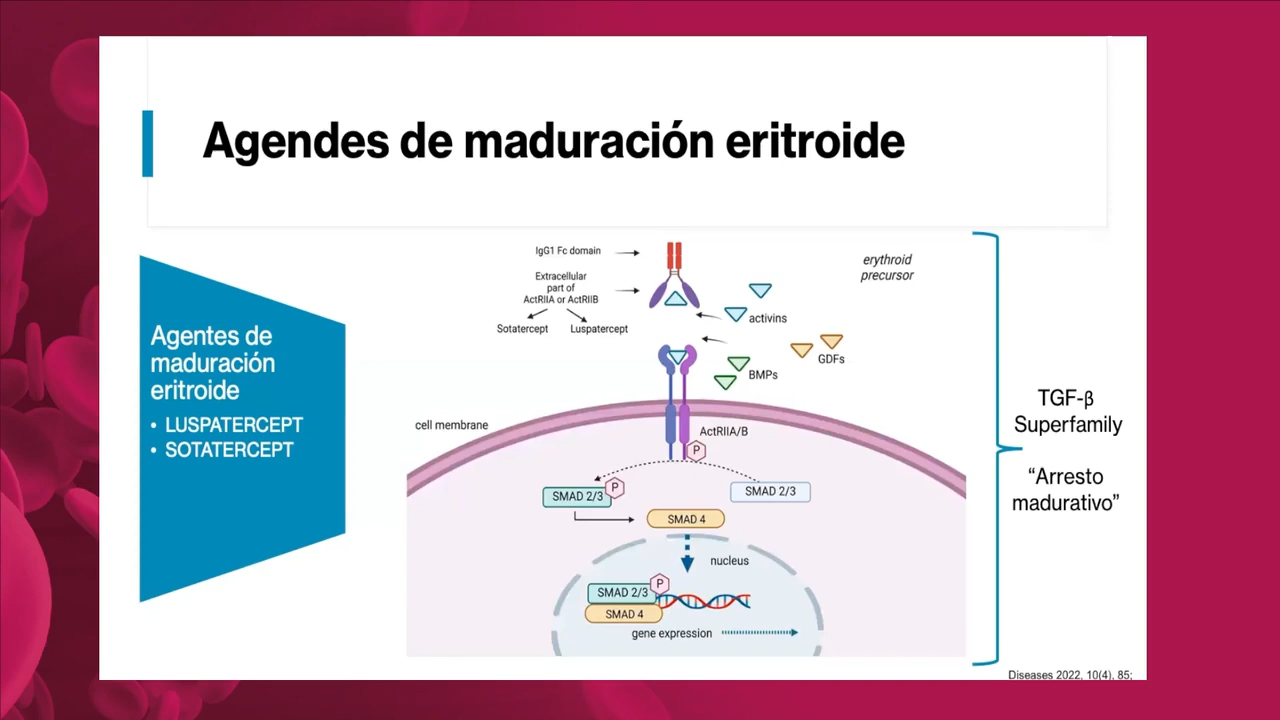 Agendes de maduración eritroide
Agentes de
maduración
eritroide
• LUSPATERCEPT
• SOTATERCEPT
IgG1 Fc domain
Extracellular
part of
ActRIIA or ActRIIB
Sotatercept
Luspatercept
erythroid
precursor
activins
GDFs
BMPs
cell membrane
ActRIIA/B
P
SMAD 2/3
P
SMAD 2/3
SMAD 4
nucleus
P
SMAD 2/3
SMAD 4
gene expression
TGF-β
Superfamily
“Arresto
madurativo”
Diseases 2022, 10(4), 85;